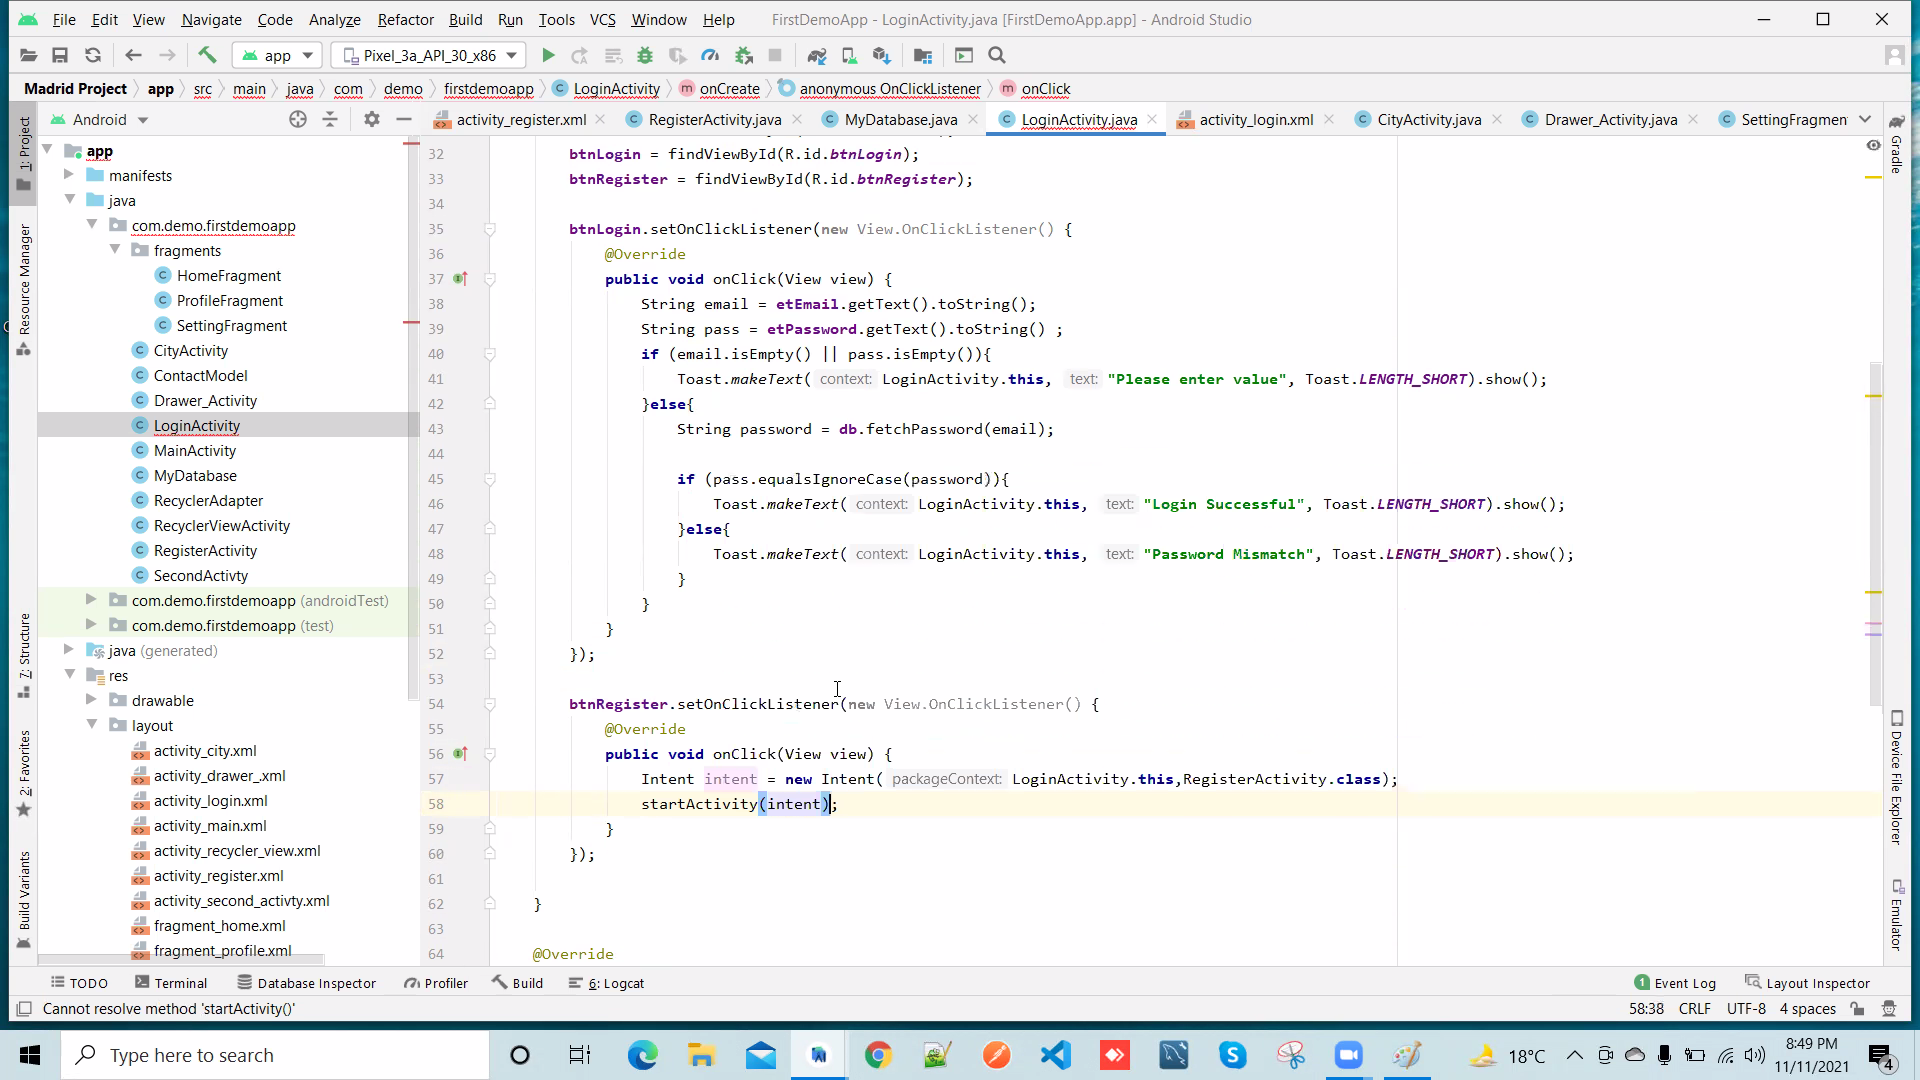 File Edit View Navigate Code Analyze Refactor Build Run Tools VCS Window Help FirstDemoApp - LoginActivity.java [FirstDemoApp.app] - Android Studio
app Pixel_3a_API_30_x86
Madrid Project app src main java com demo firstdemoapp LoginActivity onCreate anonymous OnClickListener onClick
Android activity_register.xml RegisterActivity.java MyDatabase.java LoginActivity.java activity_login.xml CityActivity.java Drawer_Activity.java SettingFragmen
1: Project
Resource Manager
7: Structure
2: Favorites
Build Variants
app
manifests
java
com.demo.firstdemoapp
fragments
HomeFragment
ProfileFragment
SettingFragment
CityActivity
ContactModel
Drawer_Activity
LoginActivity
MainActivity
MyDatabase
RecyclerAdapter
RecyclerViewActivity
RegisterActivity
SecondActivty
com.demo.firstdemoapp (androidTest)
com.demo.firstdemoapp (test)
java (generated)
res
drawable
layout
activity_city.xml
activity_drawer_.xml
activity_login.xml
activity_main.xml
activity_recycler_view.xml
activity_register.xml
activity_second_activty.xml
fragment_home.xml
fragment_profile.xml
32 btnLogin = findViewById(R.id.btnLogin);
33 btnRegister = findViewById(R.id.btnRegister);
34
35 btnLogin.setOnClickListener(new View.OnClickListener() {
36 @Override
37 public void onClick(View view) {
38 String email = etEmail.getText().toString();
39 String pass = etPassword.getText().toString() ;
40 if (email.isEmpty() || pass.isEmpty()){
41 Toast.makeText( context: LoginActivity.this, text: "Please enter value", Toast.LENGTH_SHORT).show();
42 }else{
43 String password = db.fetchPassword(email);
44
45 if (pass.equalsIgnoreCase(password)){
46 Toast.makeText( context: LoginActivity.this, text: "Login Successful", Toast.LENGTH_SHORT).show();
47 }else{
48 Toast.makeText( context: LoginActivity.this, text: "Password Mismatch", Toast.LENGTH_SHORT).show();
49 }
50 }
51 }
52 });
53
54 btnRegister.setOnClickListener(new View.OnClickListener() {
55 @Override
56 public void onClick(View view) {
57 Intent intent = new Intent( packageContext: LoginActivity.this,RegisterActivity.class);
58 startActivity(intent);
59 }
60 });
61
62 }
63
64 @Override
Gradle
Device File Explorer
Emulator
TODO Terminal Database Inspector Profiler Build 6: Logcat 1 Event Log Layout Inspector
Cannot resolve method 'startActivity()' 58:38 CRLF UTF-8 4 spaces
Type here to search 18°C 8:49 PM
11/11/2021 4